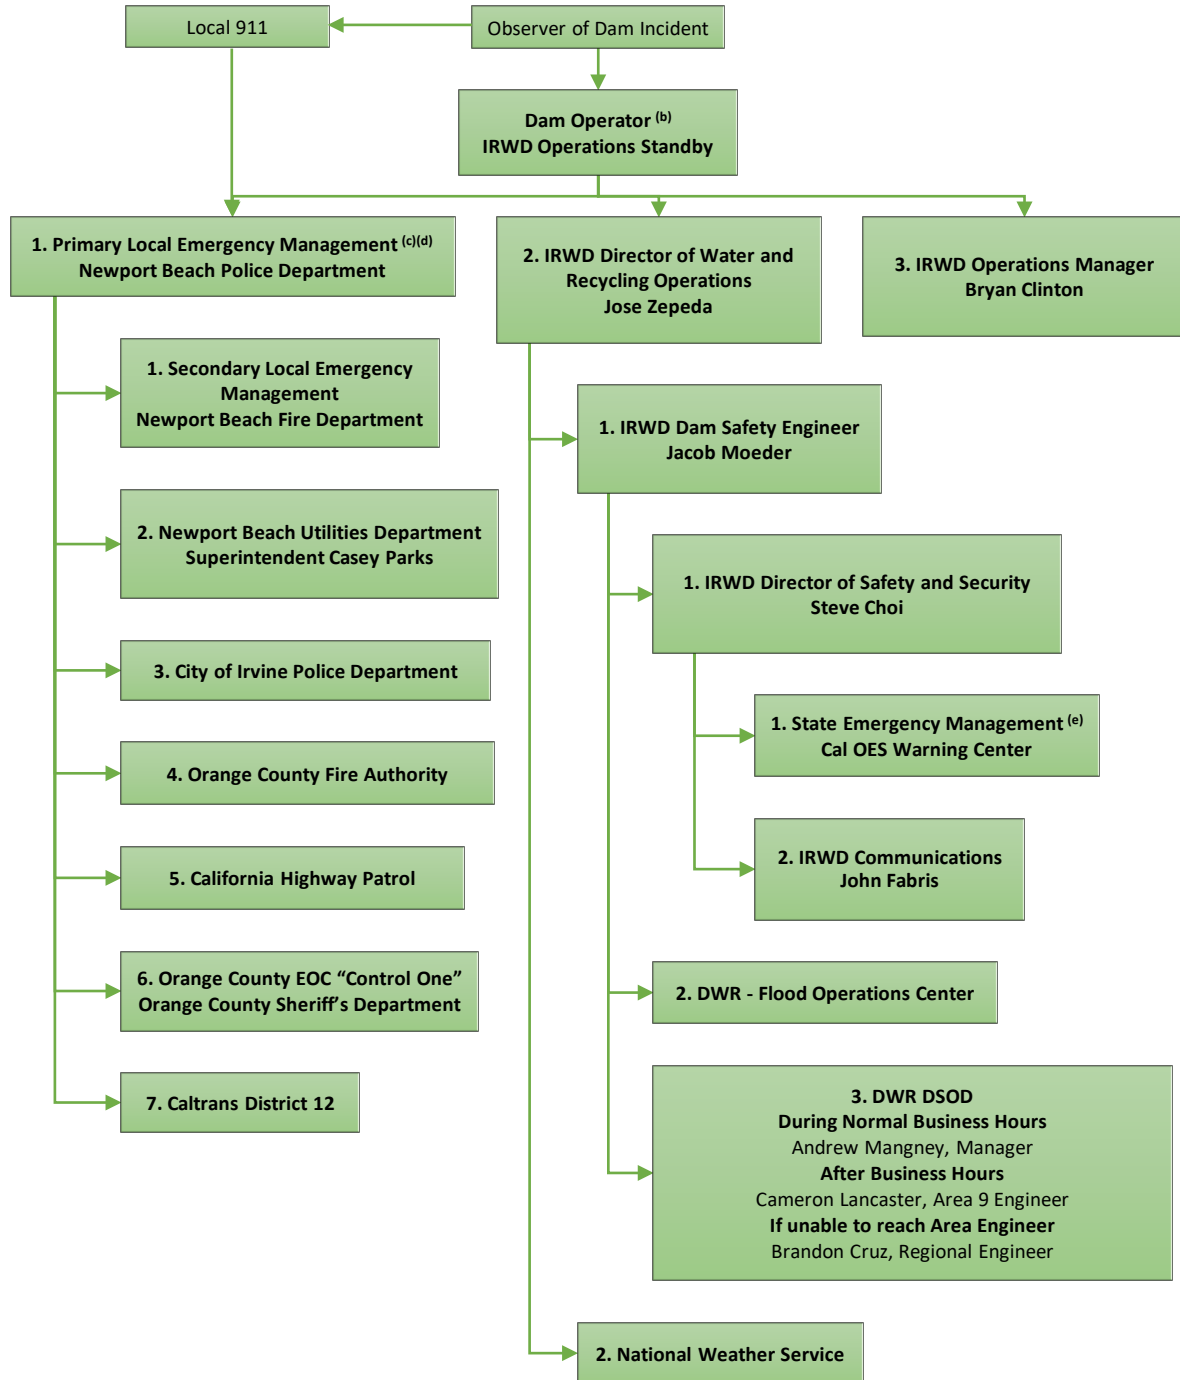 Local 911
Observer of Dam Incident
Dam Operator (b)
IRWD Operations Standby
1. Primary Local Emergency Management (c)(d)
Newport Beach Police Department
2. IRWD Director of Water and
Recycling Operations
Jose Zepeda
3. IRWD Operations Manager
Bryan Clinton
1. Secondary Local Emergency
Management
Newport Beach Fire Department
2. Newport Beach Utilities Department
Superintendent Casey Parks
3. City of Irvine Police Department
4. Orange County Fire Authority
5. California Highway Patrol
6. Orange County EOC “Control One”
Orange County Sheriff’s Department
7. Caltrans District 12
1. IRWD Dam Safety Engineer
Jacob Moeder
1. IRWD Director of Safety and Security
Steve Choi
1. State Emergency Management (e)
Cal OES Warning Center
2. IRWD Communications
John Fabris
2. DWR - Flood Operations Center
3. DWR DSOD
During Normal Business Hours
Andrew Mangney, Manager
After Business Hours
Cameron Lancaster, Area 9 Engineer
If unable to reach Area Engineer
Brandon Cruz, Regional Engineer
2. National Weather Service